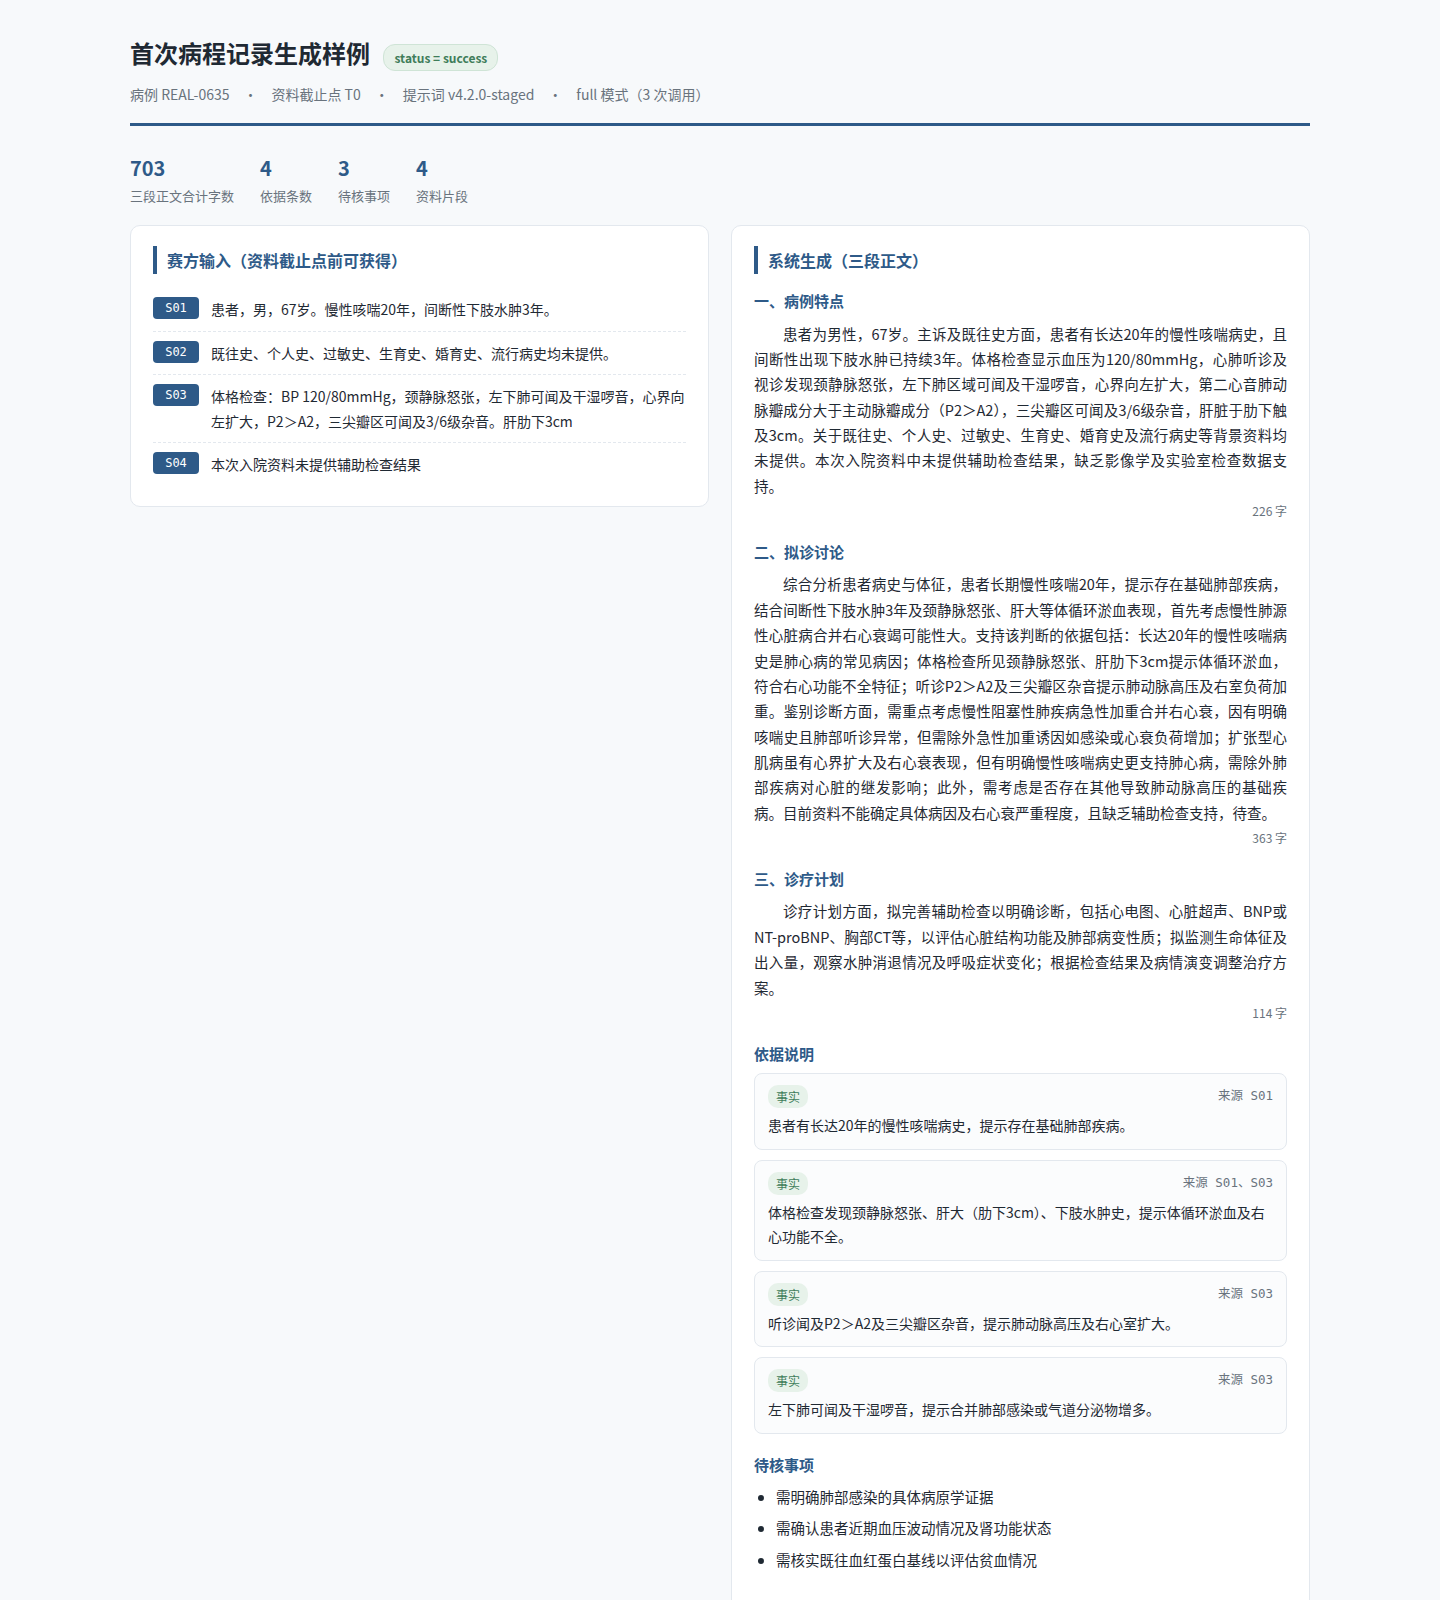 首次病程记录生成样例 status = success
病例 REAL-0635 • 资料截止点 T0 • 提示词 v4.2.0-staged • full 模式（3 次调用）
703 4 3 4
三段正文合计字数 依据条数 待核事项 资料片段
赛方输入（资料截止点前可获得）
S01 患者，男，67岁。慢性咳喘20年，间断性下肢水肿3年。
S02 既往史、个人史、过敏史、生育史、婚育史、流行病史均未提供。
S03 体格检查：BP 120/80mmHg，颈静脉怒张，左下肺可闻及干湿啰音，心界向
左扩大，P2＞A2，三尖瓣区可闻及3/6级杂音。肝肋下3cm
S04 本次入院资料未提供辅助检查结果
系统生成（三段正文）
一、病例特点
患者为男性，67岁。主诉及既往史方面，患者有长达20年的慢性咳喘病史，且
间断性出现下肢水肿已持续3年。体格检查显示血压为120/80mmHg，心肺听诊及
视诊发现颈静脉怒张，左下肺区域可闻及干湿啰音，心界向左扩大，第二心音肺动
脉瓣成分大于主动脉瓣成分（P2＞A2），三尖瓣区可闻及3/6级杂音，肝脏于肋下触
及3cm。关于既往史、个人史、过敏史、生育史、婚育史及流行病史等背景资料均
未提供。本次入院资料中未提供辅助检查结果，缺乏影像学及实验室检查数据支
持。
226 字
二、拟诊讨论
综合分析患者病史与体征，患者长期慢性咳喘20年，提示存在基础肺部疾病，
结合间断性下肢水肿3年及颈静脉怒张、肝大等体循环淤血表现，首先考虑慢性肺源
性心脏病合并右心衰竭可能性大。支持该判断的依据包括：长达20年的慢性咳喘病
史是肺心病的常见病因；体格检查所见颈静脉怒张、肝肋下3cm提示体循环淤血，
符合右心功能不全特征；听诊P2＞A2及三尖瓣区杂音提示肺动脉高压及右室负荷加
重。鉴别诊断方面，需重点考虑慢性阻塞性肺疾病急性加重合并右心衰，因有明确
咳喘史且肺部听诊异常，但需除外急性加重诱因如感染或心衰负荷增加；扩张型心
肌病虽有心界扩大及右心衰表现，但有明确慢性咳喘病史更支持肺心病，需除外肺
部疾病对心脏的继发影响；此外，需考虑是否存在其他导致肺动脉高压的基础疾
病。目前资料不能确定具体病因及右心衰严重程度，且缺乏辅助检查支持，待查。
363 字
三、诊疗计划
诊疗计划方面，拟完善辅助检查以明确诊断，包括心电图、心脏超声、BNP或
NT-proBNP、胸部CT等，以评估心脏结构功能及肺部病变性质；拟监测生命体征及
出入量，观察水肿消退情况及呼吸症状变化；根据检查结果及病情演变调整治疗方
案。
114 字
依据说明
事实 来源 S01
患者有长达20年的慢性咳喘病史，提示存在基础肺部疾病。
事实 来源 S01、S03
体格检查发现颈静脉怒张、肝大（肋下3cm）、下肢水肿史，提示体循环淤血及右
心功能不全。
事实 来源 S03
听诊闻及P2＞A2及三尖瓣区杂音，提示肺动脉高压及右心室扩大。
事实 来源 S03
左下肺可闻及干湿啰音，提示合并肺部感染或气道分泌物增多。
待核事项
• 需明确肺部感染的具体病原学证据
• 需确认患者近期血压波动情况及肾功能状态
• 需核实既往血红蛋白基线以评估贫血情况